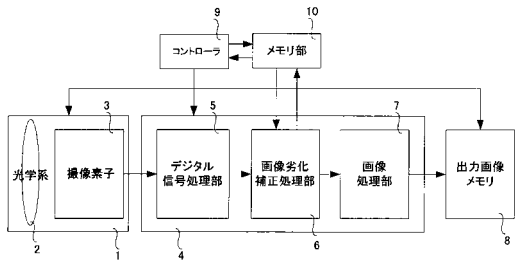 9
10
コントローラ
メモリ部
3
5
7
光学系
撮像素子
デジタル
信号処理部
画像劣化
補正処理部
画像
処理部
出力画像
メモリ
2
1
4
6
8